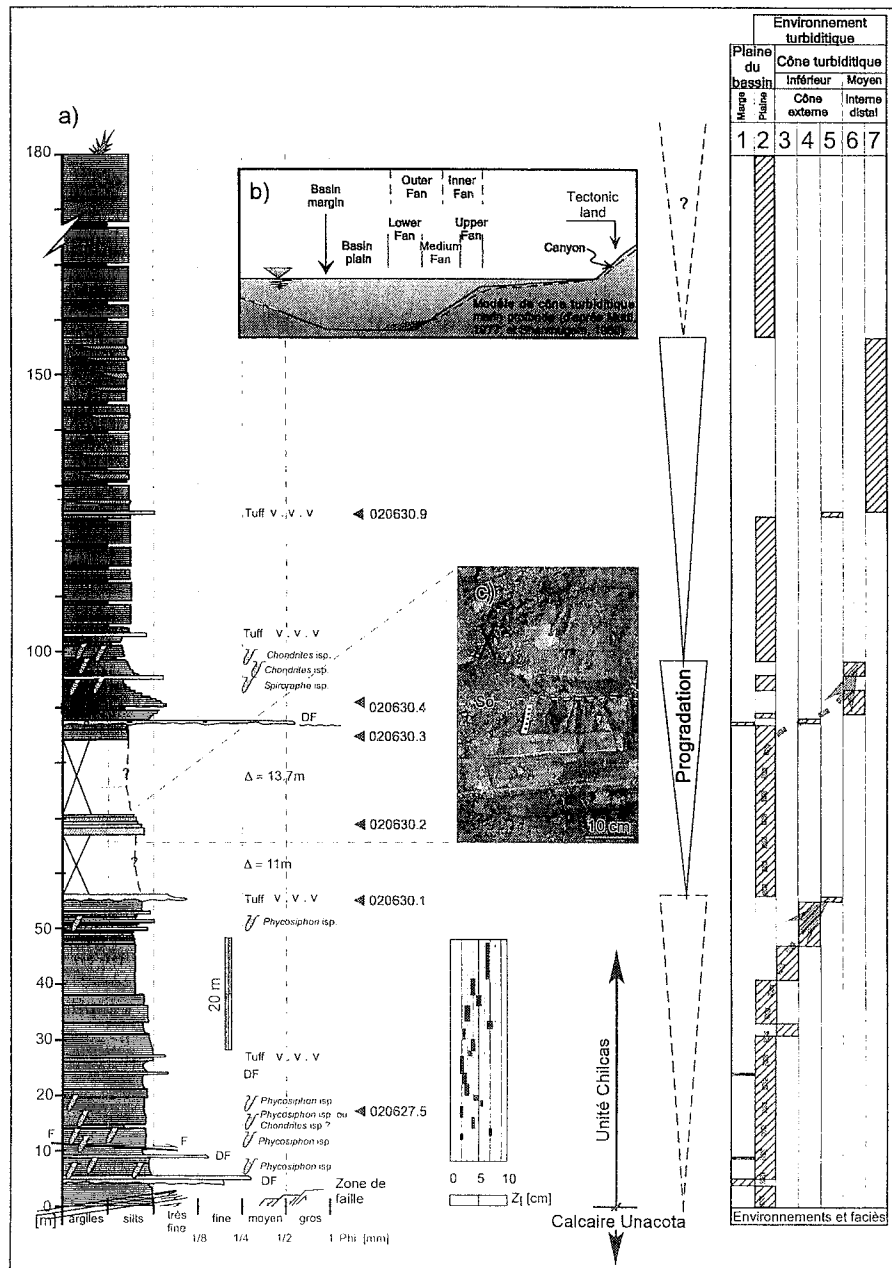 a)
180
150
100
50
40
30
20
10
0
[m]
argiles
silts
très fine
fine
moyen
gros
1/8
1/4
1/2
1 Phi [mm]
b)
Basin margin
Outer Fan
Inner Fan
Tectonic land
Lower Fan
Upper Fan
Basin plain
Medium Fan
Canyon
Modèle de cône turbiditique
Tuff v . v . v
020630.9
Tuff v . v . v
Chondrites isp.
Chondrites isp.
Spiroraphe isp.
020630.4
DF
020630.3
?
Δ = 13.7m
020630.2
?
Δ = 11m
Tuff v . v . v
020630.1
Phycosiphon isp.
20 m
Tuff v . v . v
DF
Phycosiphon isp
Phycosiphon isp ou
Chondrites isp ?
020627.5
F
F
Phycosiphon isp
DF
Phycosiphon isp
DF
Zone de faille
c)
So
10 cm
0 5 10
[cm]
?
Progradation
Unité Chilcas
Calcaire Unacota
Environnement turbiditique
Plaine du bassin
Cône turbiditique
Inférieur
Moyen
Marge
Plaine
Cône externe
Interne distal
1 2 3 4 5 6 7
Environnements et faciès